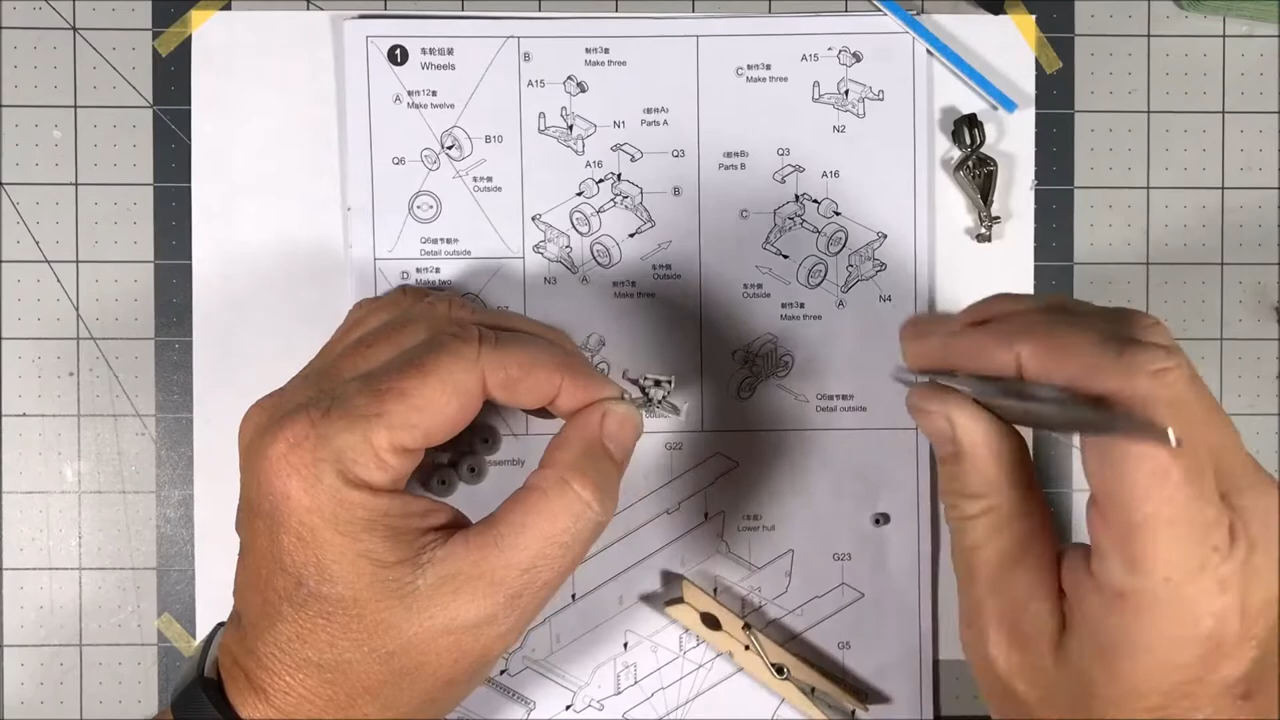 1 车轮组装
Wheels
A 制作12套
Make twelve
B10
Q6
车外侧
Outside
Q6细节朝外
Detail outside
D 制作2套
Make two
B 制作3套
Make three
A15
N1
《部件A》
Parts A
Q3
A16
B
N3
A
车外侧
Outside
制作3套
Make three
C 制作3套
Make three
A15
N2
《部件B》
Parts B
Q3
A16
C
车外侧
Outside
N4
A
制作3套
Make three
Q6细节朝外
Detail outside
G22
《车底》
Lower hull
G23
G5